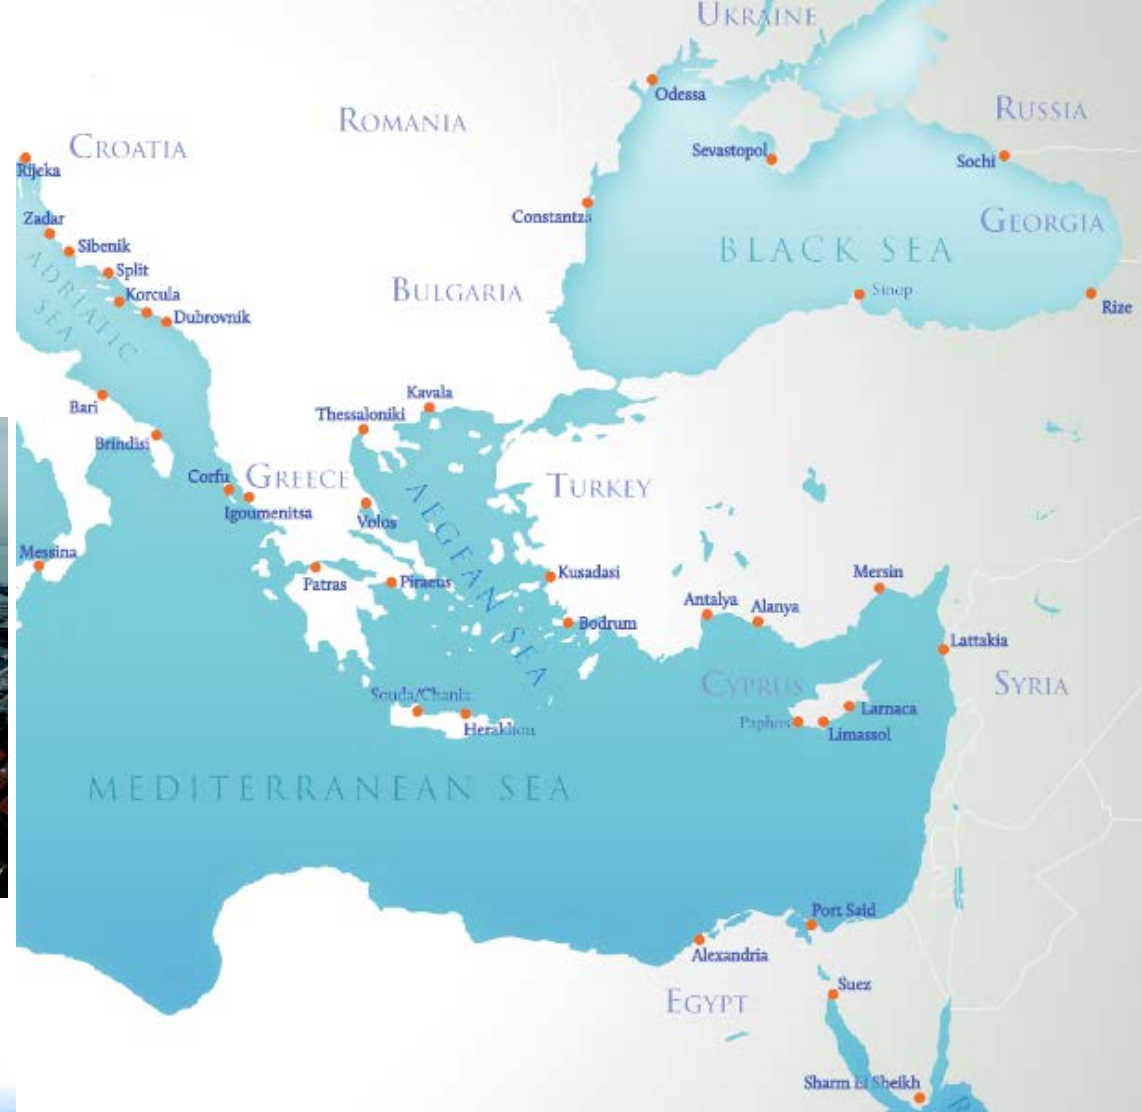 UKRAINE
Odessa
ROMANIA
RUSSIA
CROATIA
Sevastopol
Sochi
Rijeka
Zadar
Constantza
GEORGIA
Sibenik
BLACK SEA
ADRIATIC
SEA
Split
Korcula
BULGARIA
Sinop
Rize
Dubrovnik
Kavala
Bari
Thessaloniki
Brindisi
Corfu
GREECE
TURKEY
Igoumenitsa
AEGEAN SEA
Volos
Messina
Patras
Piraeus
Kusadasi
Mersin
Antalya
Alanya
Bodrum
Lattakia
CYPRUS
SYRIA
Souda/Chania
Larnaca
Paphos
Heraklion
Limassol
MEDITERRANEAN SEA
Port Said
Alexandria
Suez
EGYPT
Sharm El Sheikh